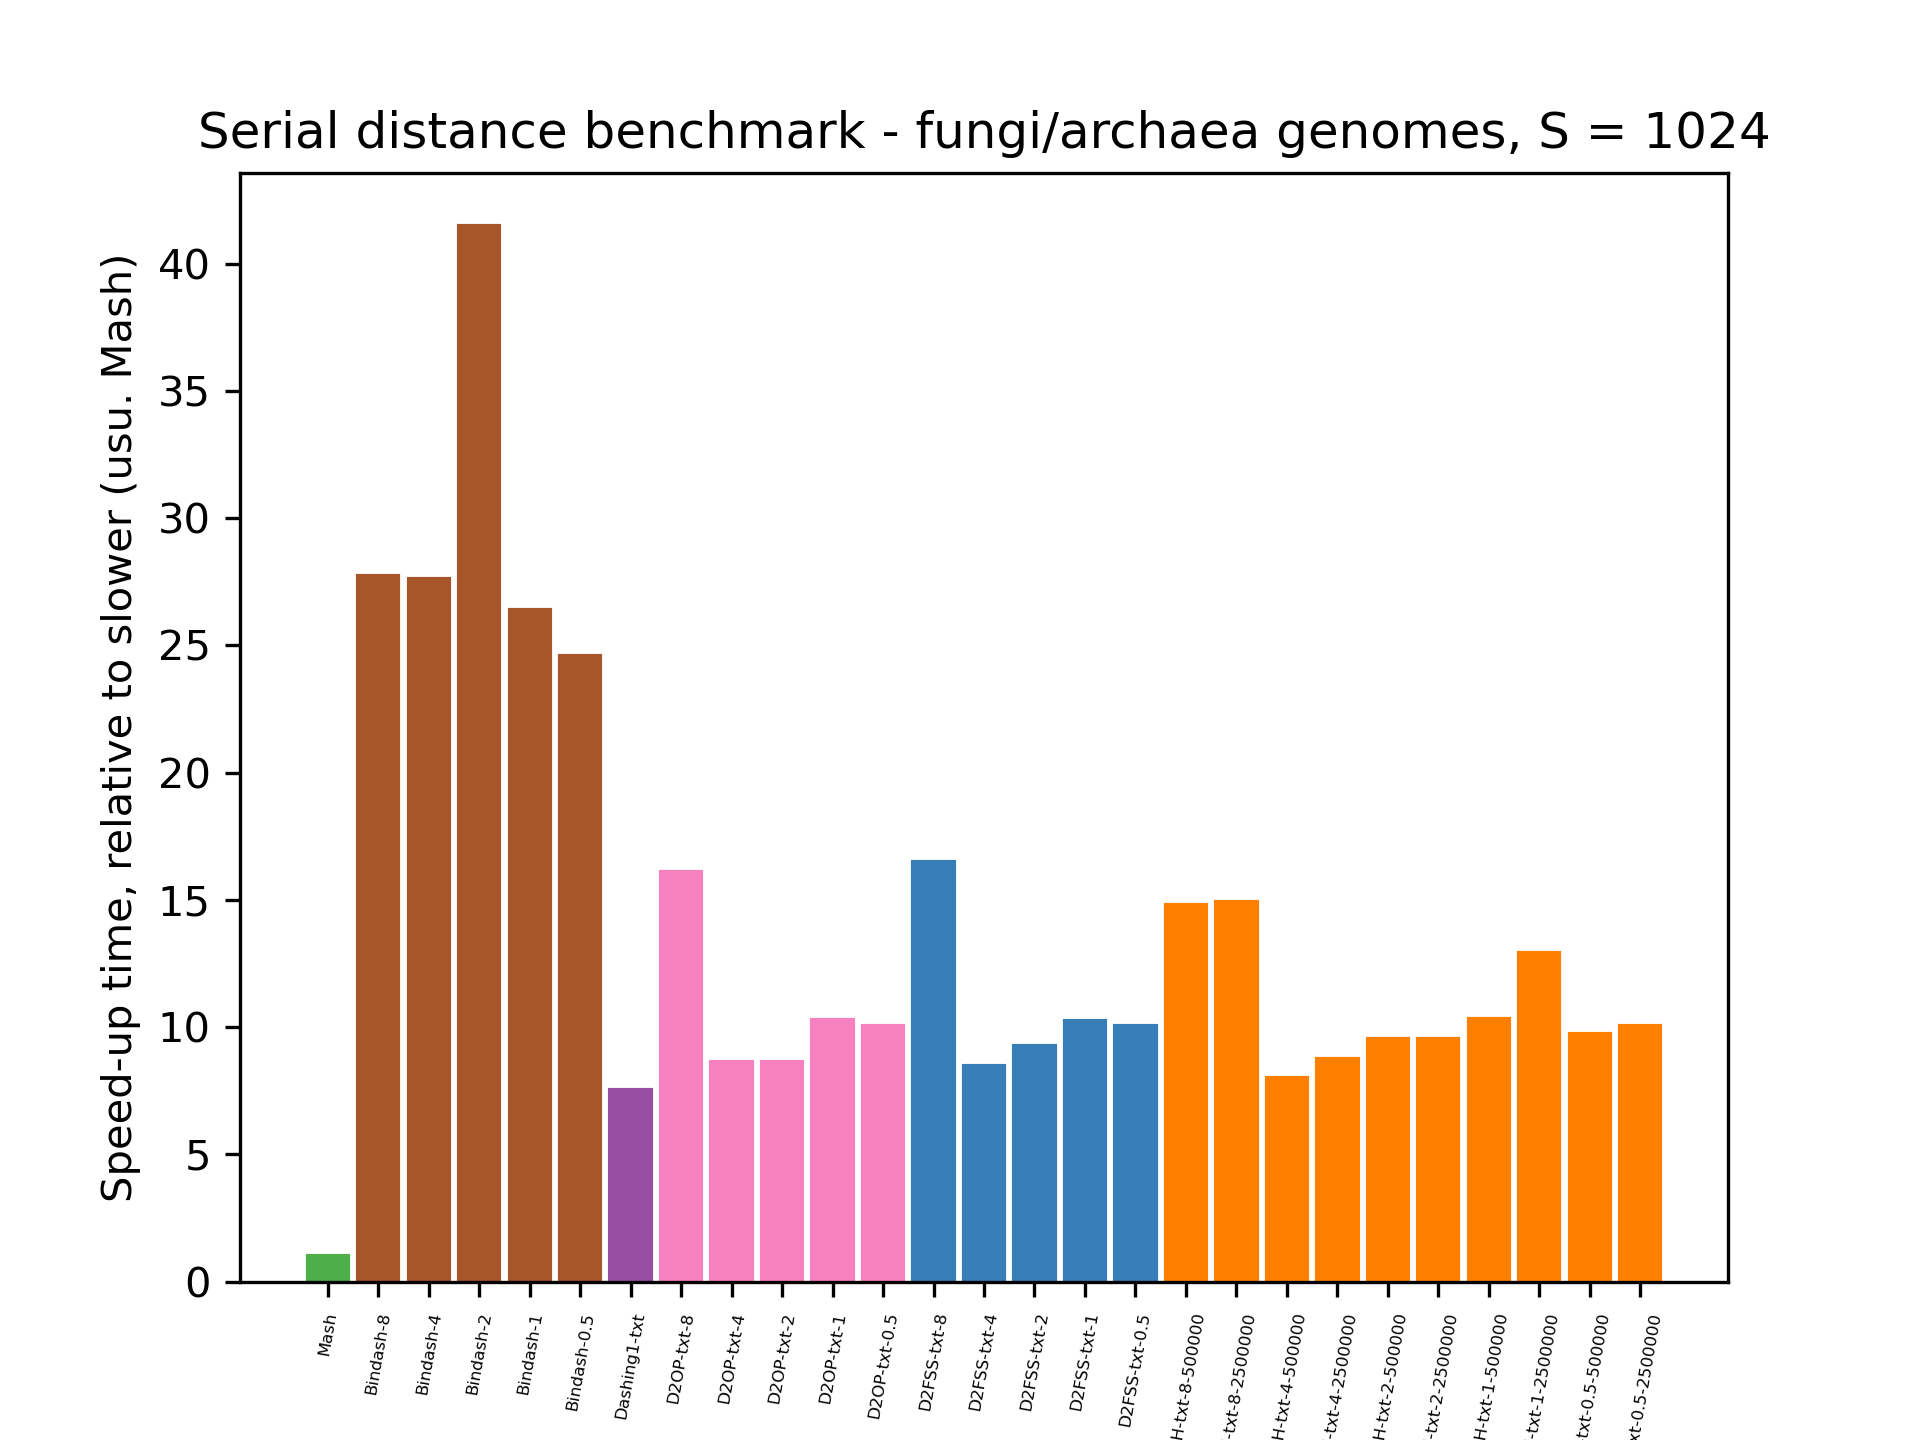 Serial distance benchmark - fungi/archaea genomes, S = 1024
Speed-up time, relative to slower (usu. Mash)
40
35
30
25
20
15
10
5
0
Mash
Bindash-8
Bindash-4
Bindash-2
Bindash-1
Bindash-0.5
Dashing1-txt
D2OP-txt-8
D2OP-txt-4
D2OP-txt-2
D2OP-txt-1
D2OP-txt-0.5
D2FSS-txt-8
D2FSS-txt-4
D2FSS-txt-2
D2FSS-txt-1
D2FSS-txt-0.5
H-txt-8-500000
-txt-8-2500000
H-txt-4-500000
-txt-4-2500000
H-txt-2-500000
-txt-2-2500000
H-txt-1-500000
-txt-1-2500000
txt-0.5-500000
xt-0.5-2500000